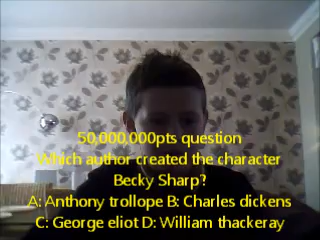 50,000,000pts question
Which author created the character
Becky Sharp?
A: Anthony trollope B: Charles dickens
C: George eliot D: William thackeray